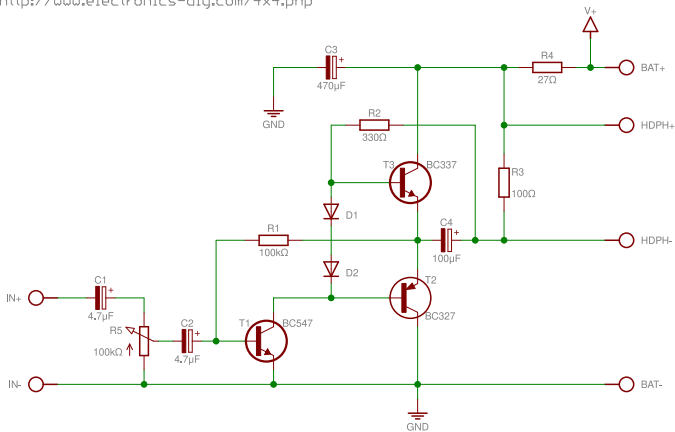 http://www.electronics-diy.com/4x4.php
V+
C3
+
470µF
GND
R4
27Ω
BAT+
R2
330Ω
HDPH+
T3
BC337
R3
100Ω
D1
R1
100kΩ
C4
+
100µF
HDPH-
D2
T2
BC327
IN+
C1
+
4.7µF
R5
100kΩ
C2
+
4.7µF
T1
BC547
IN-
BAT-
GND